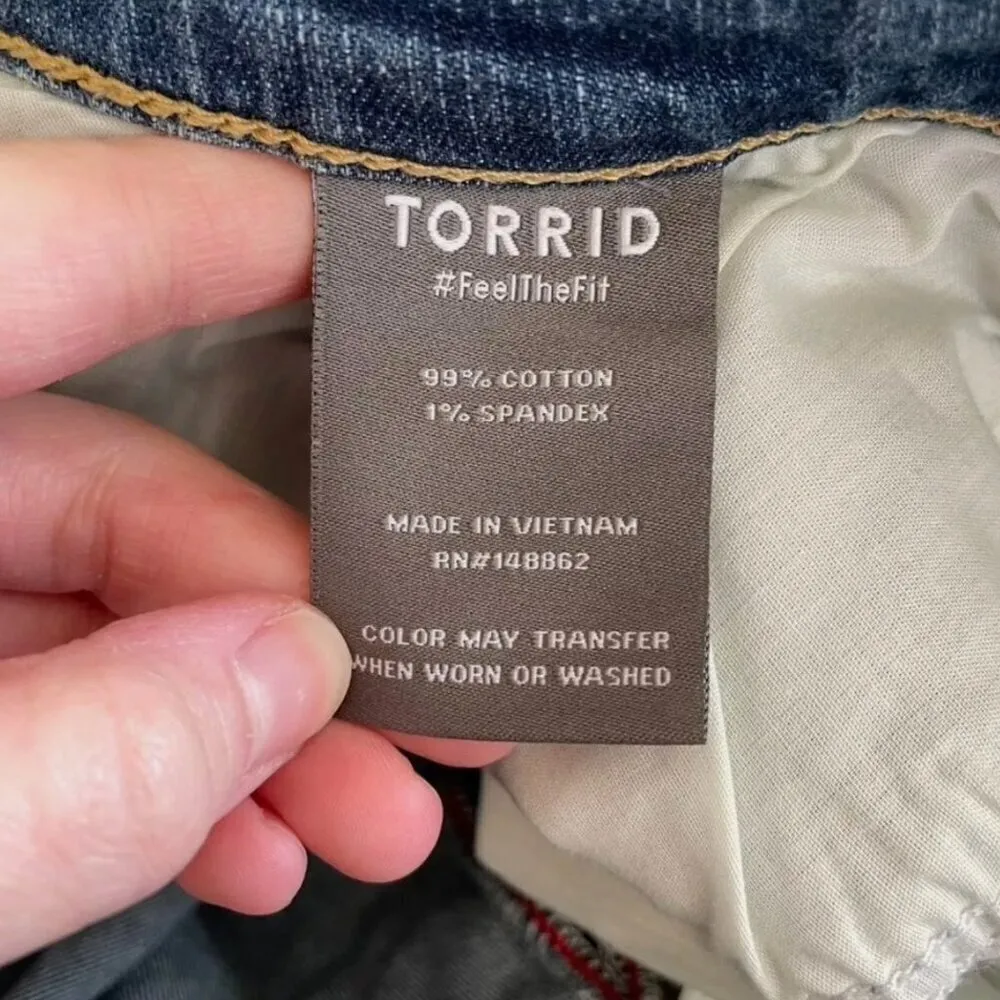 TORRID
#FeelTheFit
99% COTTON
1% SPANDEX
MADE IN VIETNAM
RN#148862
COLOR MAY TRANSFER
WHEN WORN OR WASHED